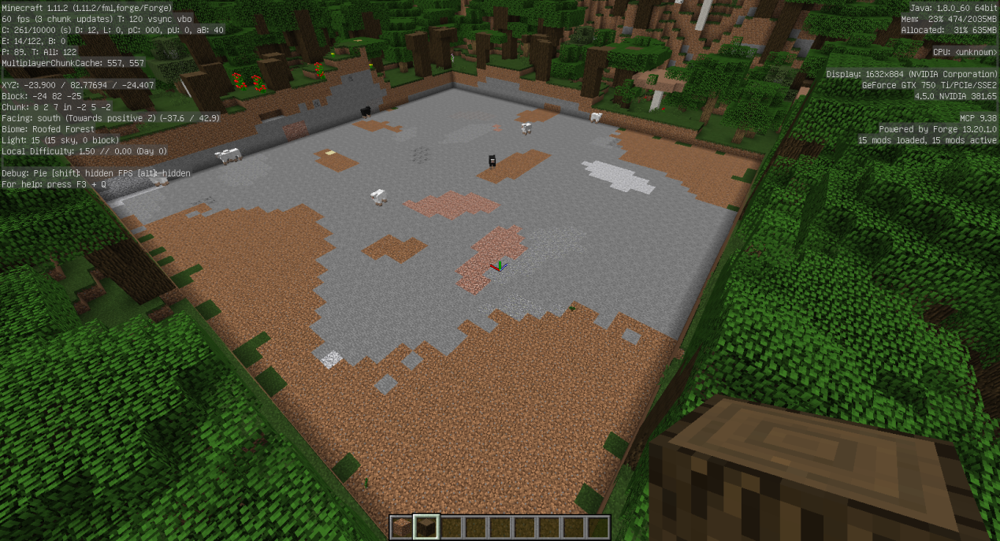 Minecraft 1.11.2 (1.11.2/fml,forge/Forge)
60 fps (3 chunk updates) T: 120 vsync vbo
C: 261/10000 (s) D: 12, L: 0, pC: 000, pU: 0, aB: 40
E: 14/122, B: 0
P: 89. T: All: 122
MultiplayerChunkCache: 557, 557
XYZ: -23.900 / 82.77694 / -24.407
Block: -24 82 -25
Chunk: 8 2 7 in -2 5 -2
Facing: south (Towards positive Z) (-37.6 / 42.9)
Biome: Roofed Forest
Light: 15 (15 sky, 0 block)
Local Difficulty: 1.50 // 0.00 (Day 0)
Debug: Pie [shift]: hidden FPS [alt]: hidden
For help: press F3 + Q
Java: 1.8.0_60 64bit
Mem: 23% 474/2035MB
Allocated: 31% 635MB
CPU: <unknown>
Display: 1632x884 (NVIDIA Corporation)
GeForce GTX 750 Ti/PCIe/SSE2
4.5.0 NVIDIA 381.65
MCP 9.38
Powered by Forge 13.20.1.0
15 mods loaded, 15 mods active